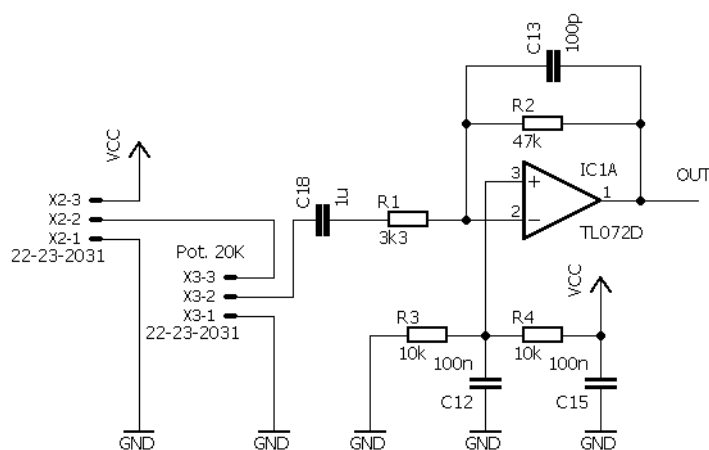 C13
100p
R2
47k
VCC
X2-3
X2-2
X2-1
22-23-2031
Pot. 20K
X3-3
X3-2
X3-1
22-23-2031
C18
1u
R1
3k3
3
2
1
IC1A
TL072D
OUT
R3
10k
100n
C12
R4
10k
100n
C15
VCC
GND
GND
GND
GND
GND